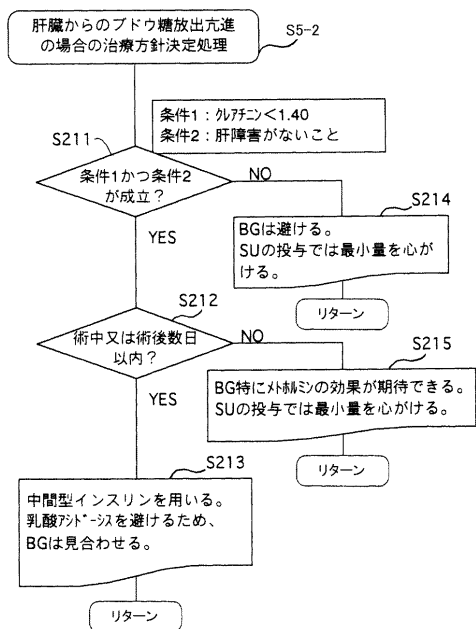 肝臓からのブドウ糖放出亢進
の場合の治療方針決定処理
S5-2
条件1：ｸﾚｱﾁﾆﾝ<1.40
条件2：肝障害がないこと
S211
条件1かつ条件2
が成立？
NO
YES
S214
BGは避ける。
SUの投与では最小量を心が
ける。
リターン
S212
術中又は術後数日
以内？
NO
YES
S215
BG特にﾒﾄﾎﾙﾐﾝの効果が期待できる。
SUの投与では最小量を心がける。
リターン
S213
中間型インスリンを用いる。
乳酸ｱｼﾄﾞｰｼｽを避けるため、
BGは見合わせる。
リターン